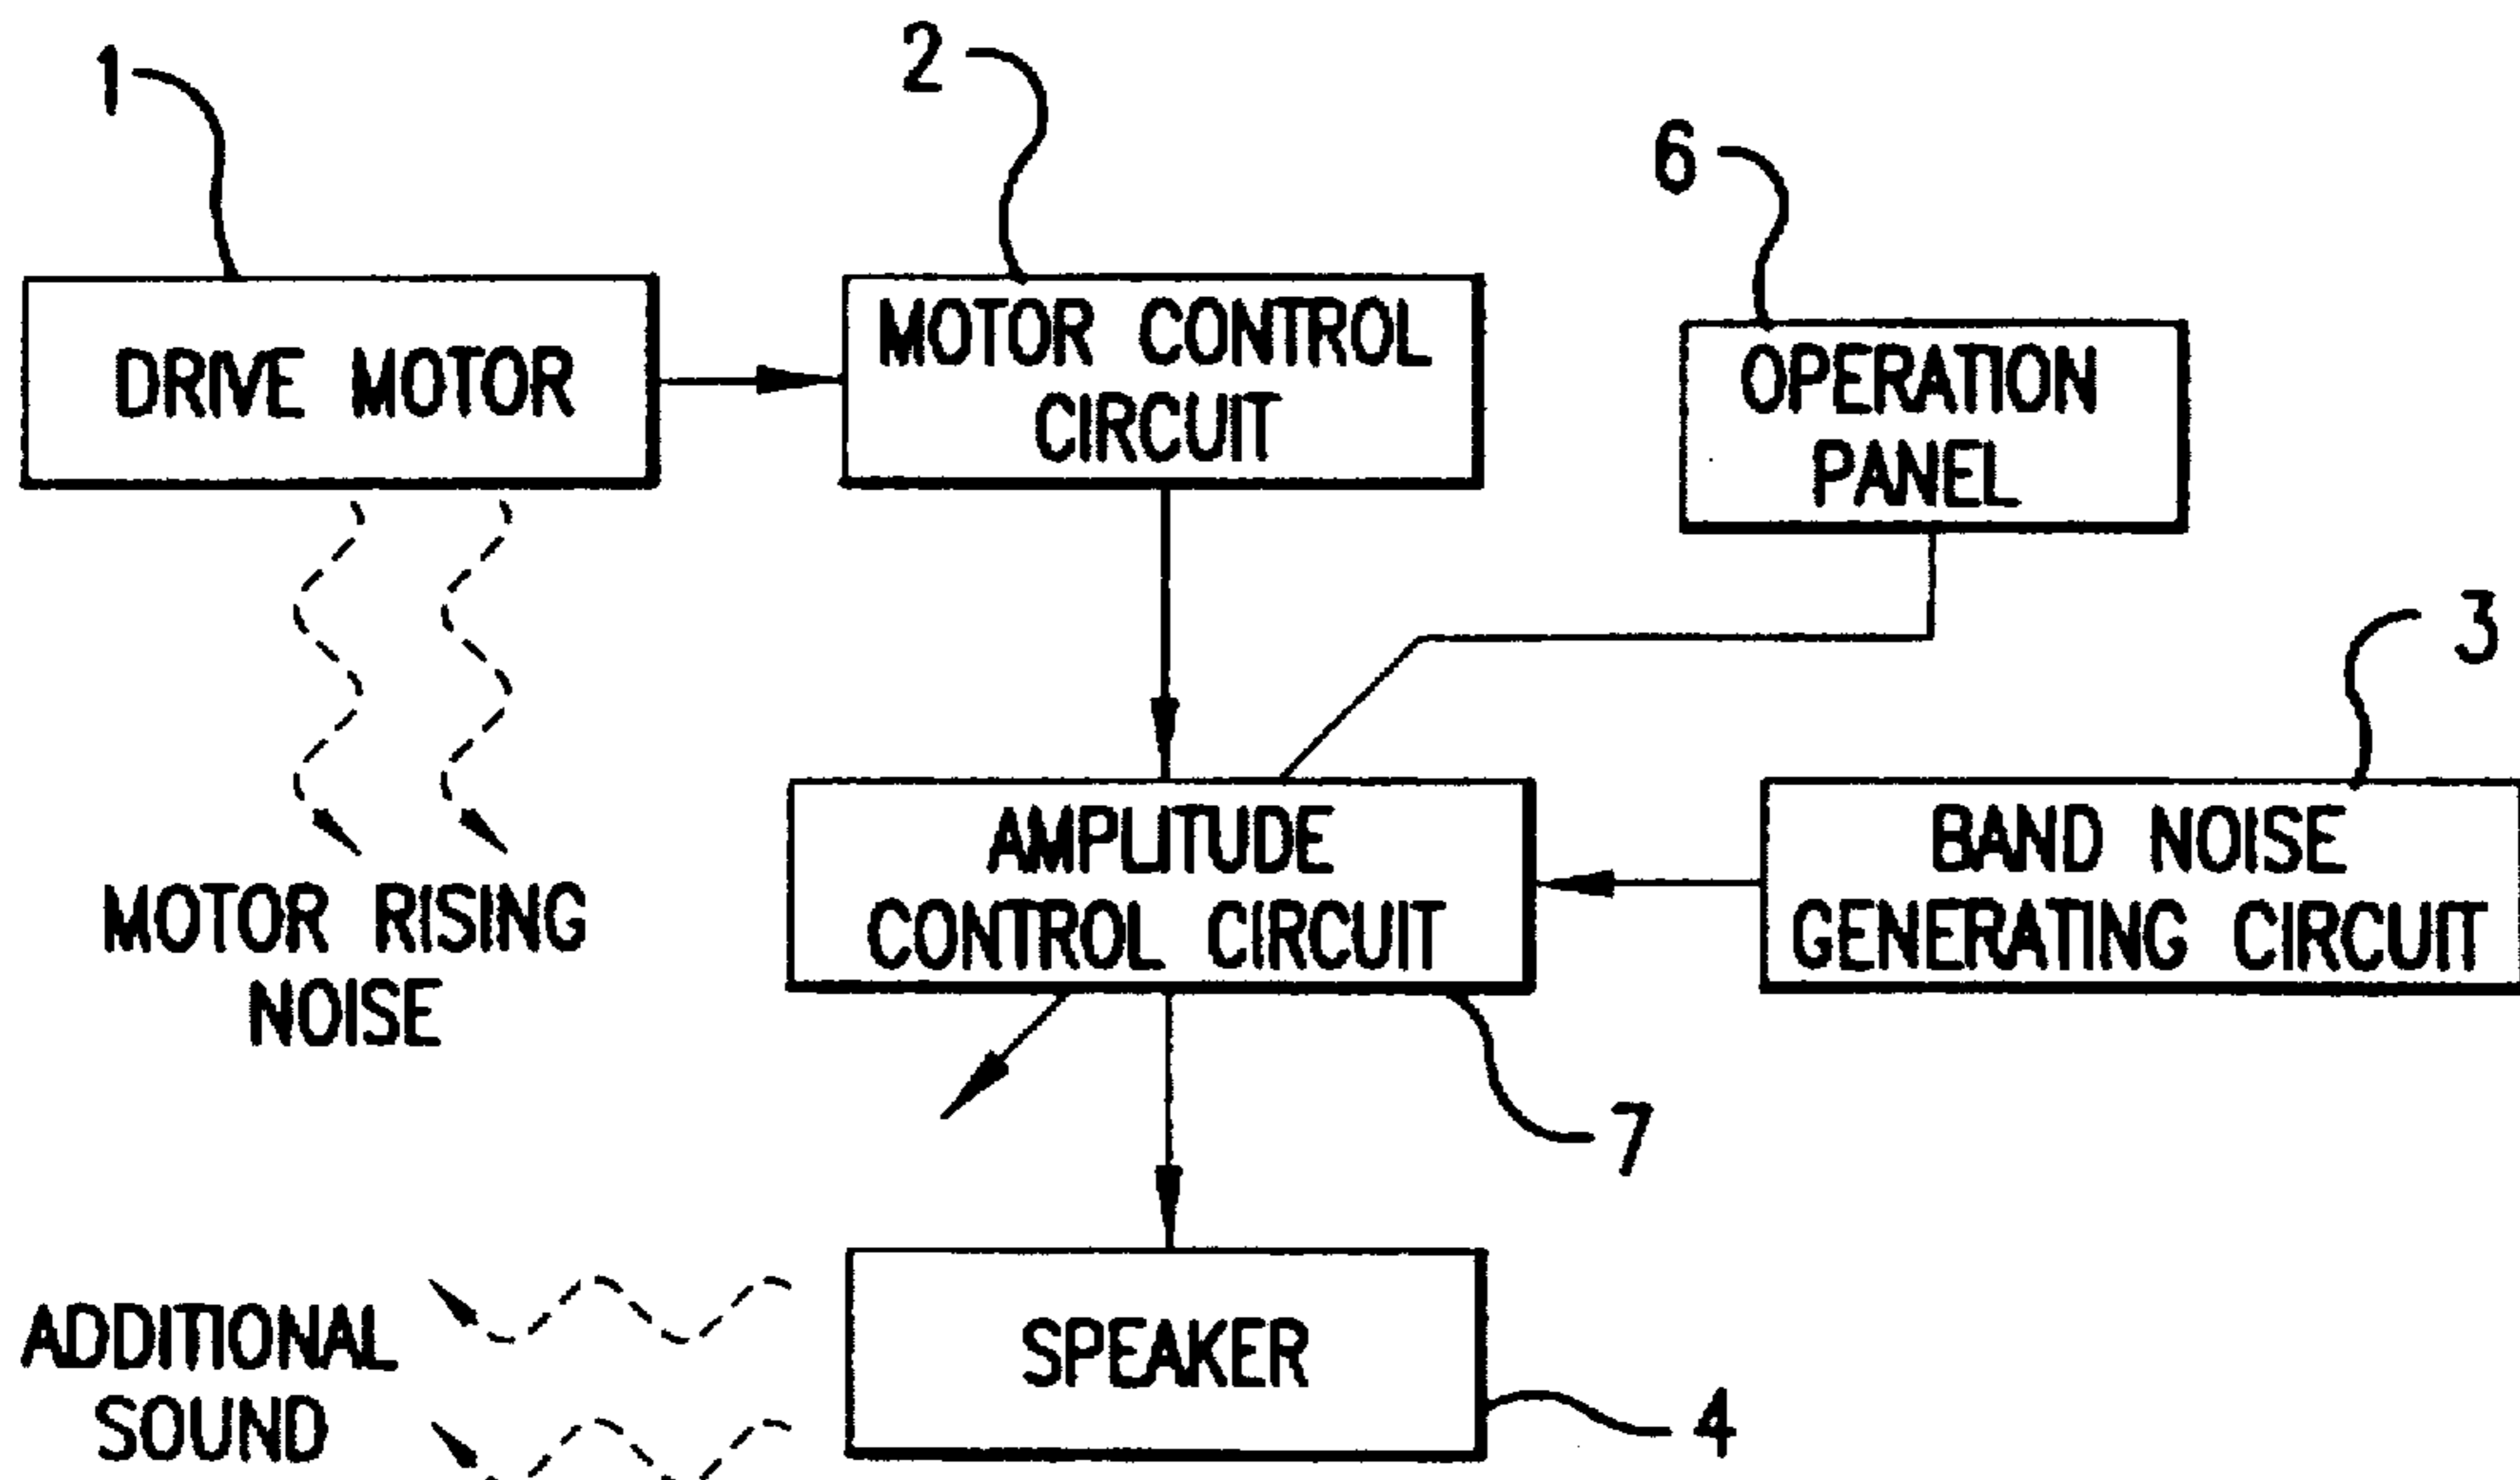 1
2
6
DRIVE MOTOR
MOTOR CONTROL
CIRCUIT
OPERATION
PANEL
3
AMPLITUDE
CONTROL CIRCUIT
BAND NOISE
GENERATING CIRCUIT
MOTOR RISING
NOISE
7
ADDITIONAL
SOUND
SPEAKER
4